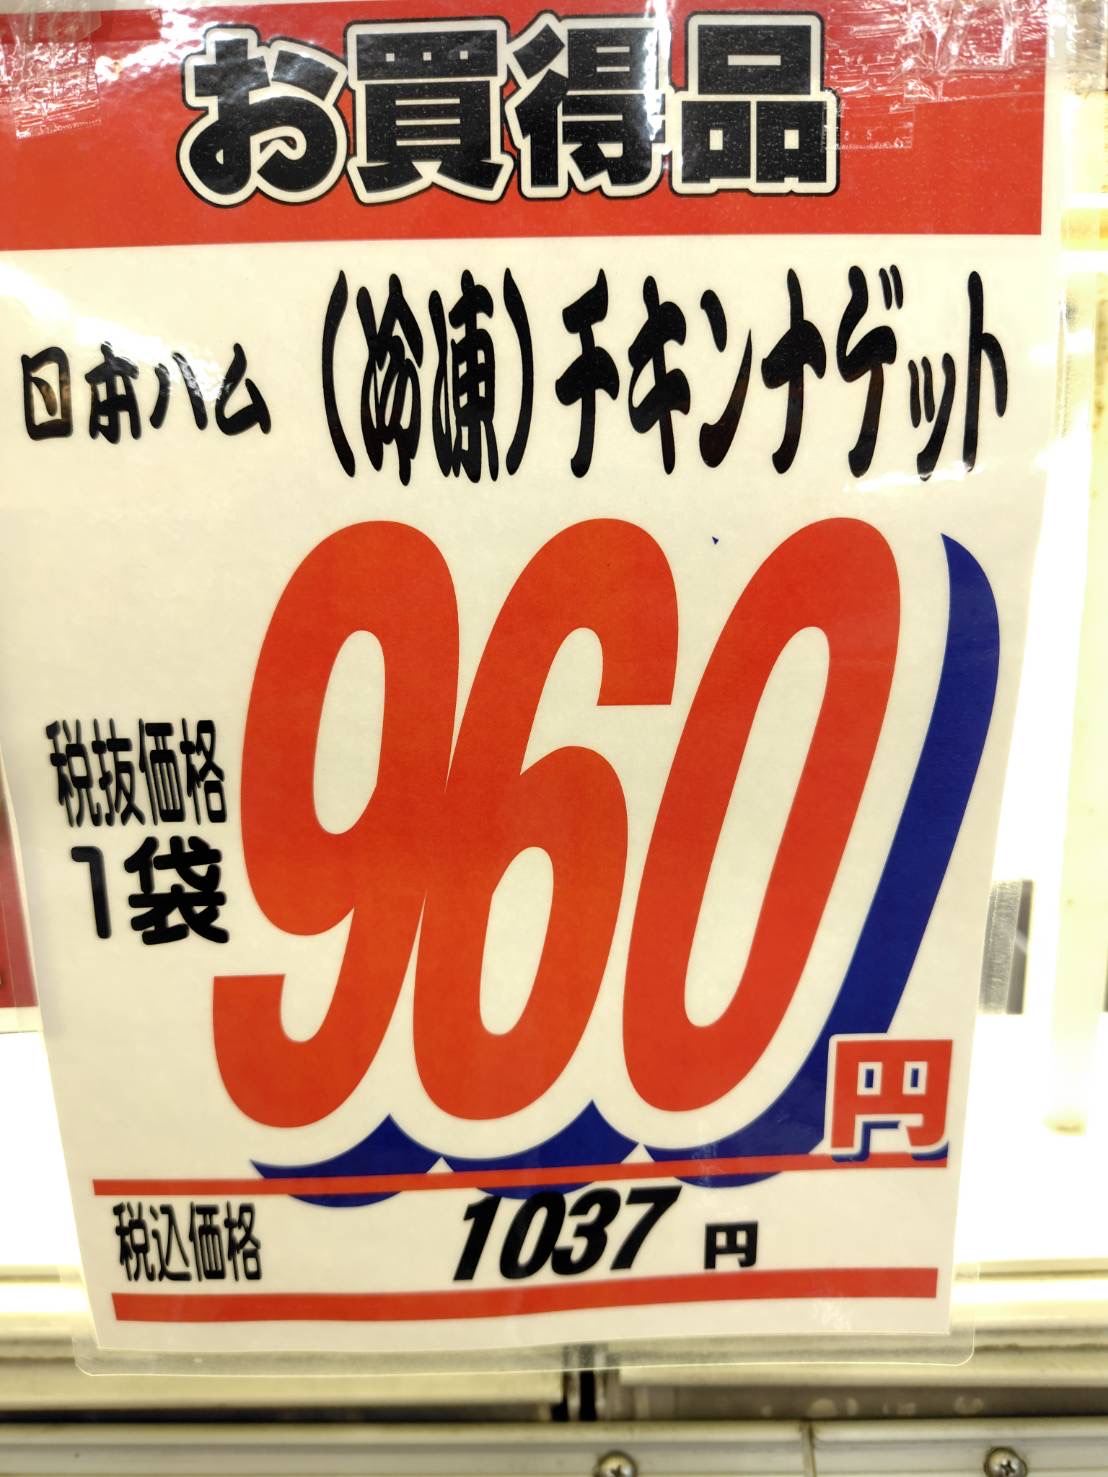 お買得品
日本ハム (冷凍)チキンナゲット
税抜価格
1袋
960円
税込価格 1037円